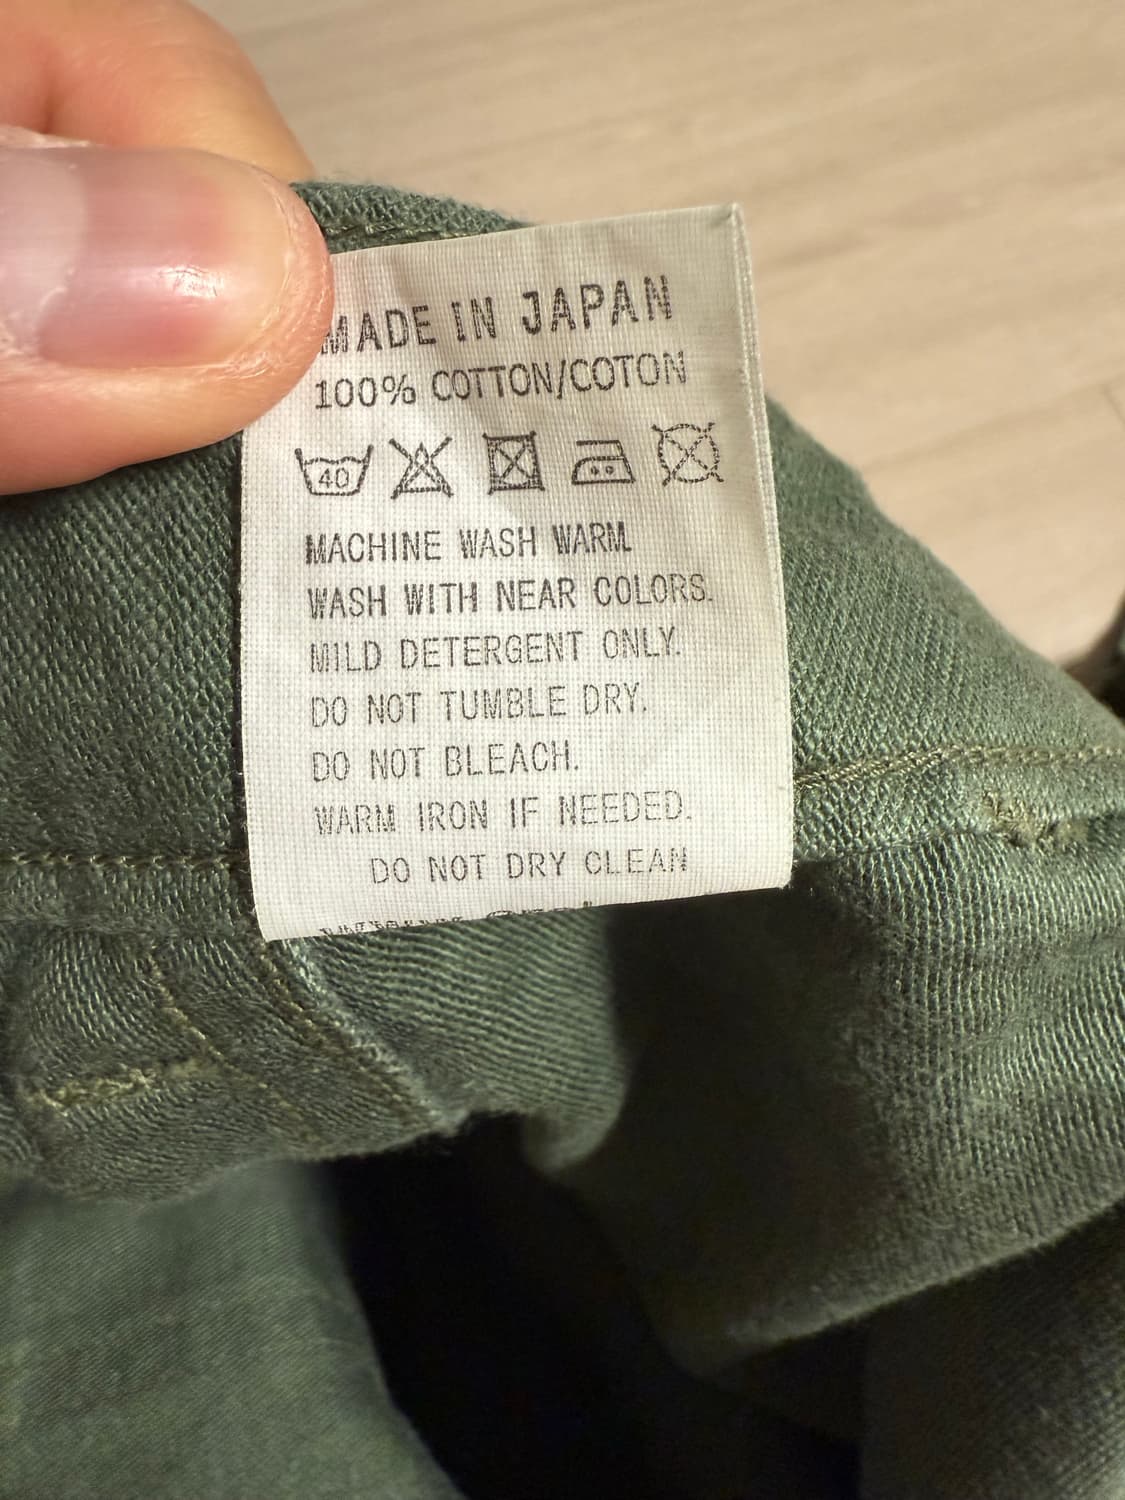 MADE IN JAPAN
100% COTTON/COTON
40
MACHINE WASH WARM.
WASH WITH NEAR COLORS.
MILD DETERGENT ONLY.
DO NOT TUMBLE DRY.
DO NOT BLEACH.
WARM IRON IF NEEDED.
DO NOT DRY CLEAN